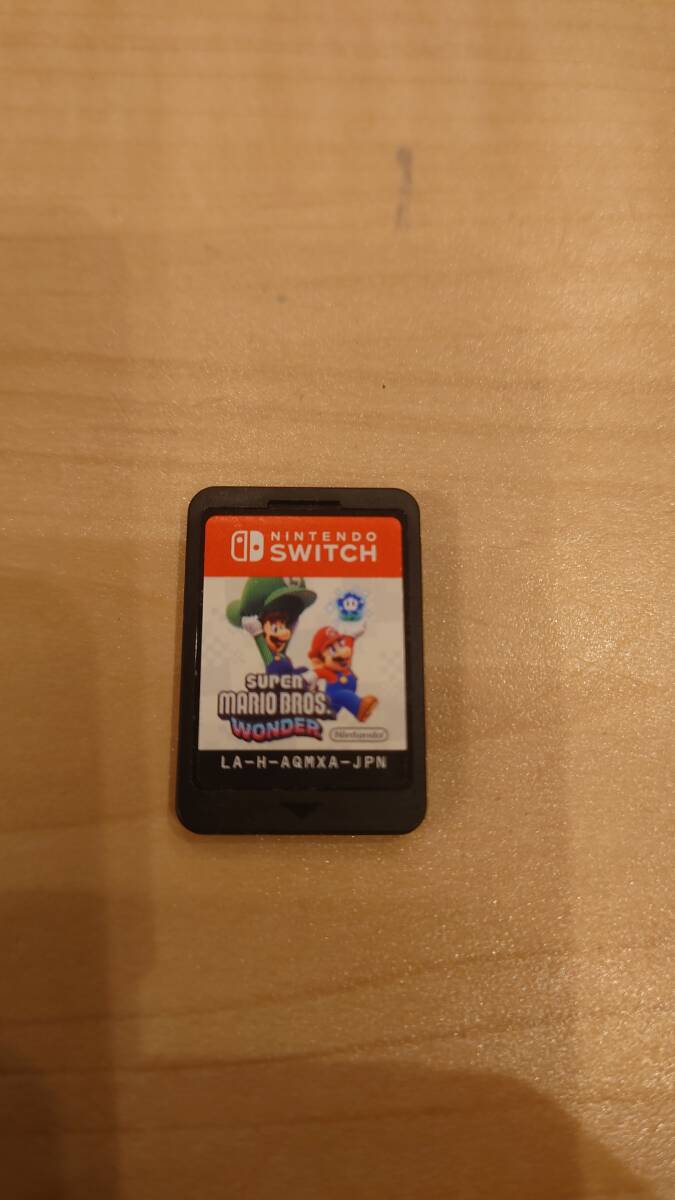 NINTENDO
SWITCH
L
M
SUPER
MARIO BROS.
WONDER
Nintendo
LA-H-AQMXA-JPN